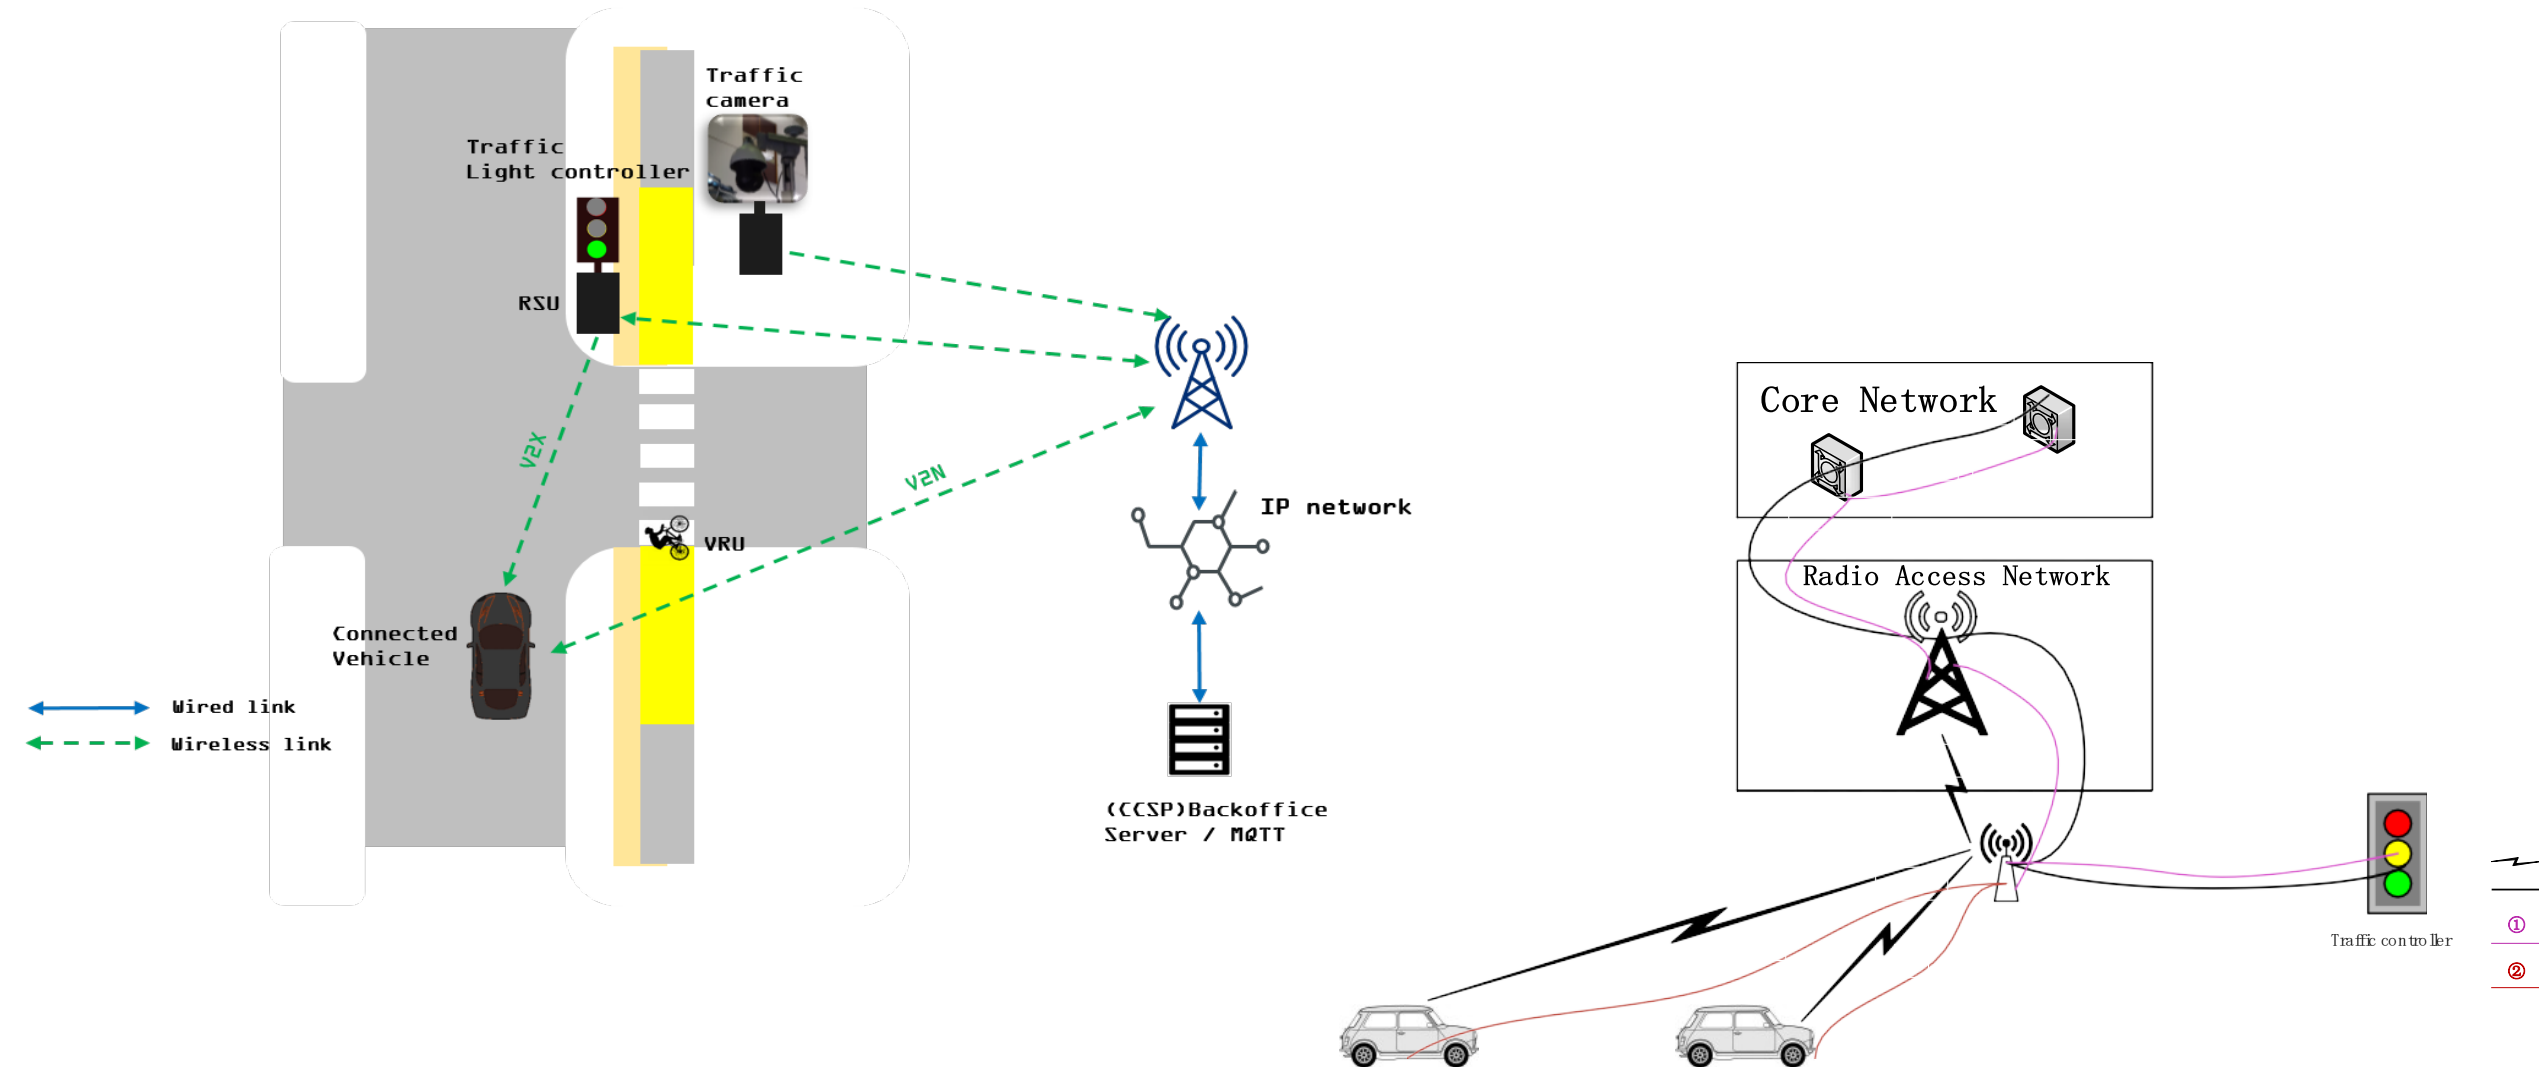 Traffic
camera
Traffic
Light controller
RSU
V2X
V2N
VRU
IP network
Connected
Vehicle
Wired link
Wireless link
(CCSP)Backoffice
Server / MQTT
Core Network
Radio Access Network
Traffic controller
①
②